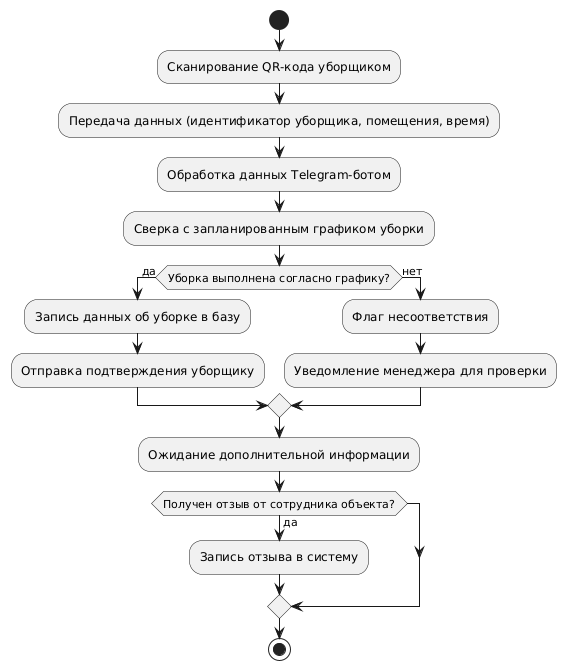 Сканирование QR-кода уборщиком
Передача данных (идентификатор уборщика, помещения, время)
Обработка данных Telegram-ботом
Сверка с запланированным графиком уборки
да
Уборка выполнена согласно графику?
нет
Запись данных об уборке в базу
Флаг несоответствия
Отправка подтверждения уборщику
Уведомление менеджера для проверки
Ожидание дополнительной информации
Получен отзыв от сотрудника объекта?
да
Запись отзыва в систему